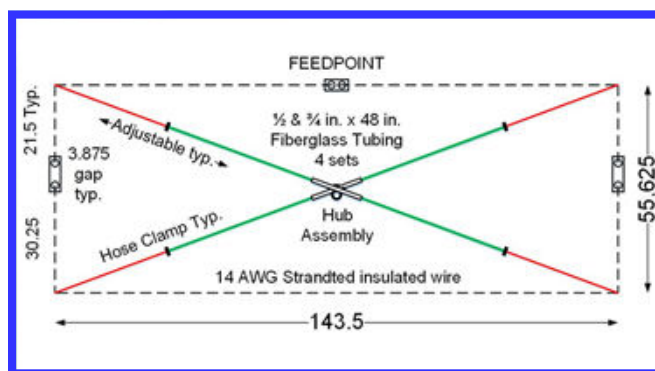 FEEDPOINT
21.5 Typ.
Adjustable typ.
½ & ¾ in. x 48 in.
Fiberglass Tubing
4 sets
3.875
gap
typ.
55.625
30.25
Hose Clamp Typ.
Hub
Assembly
14 AWG Strandted insulated wire
143.5